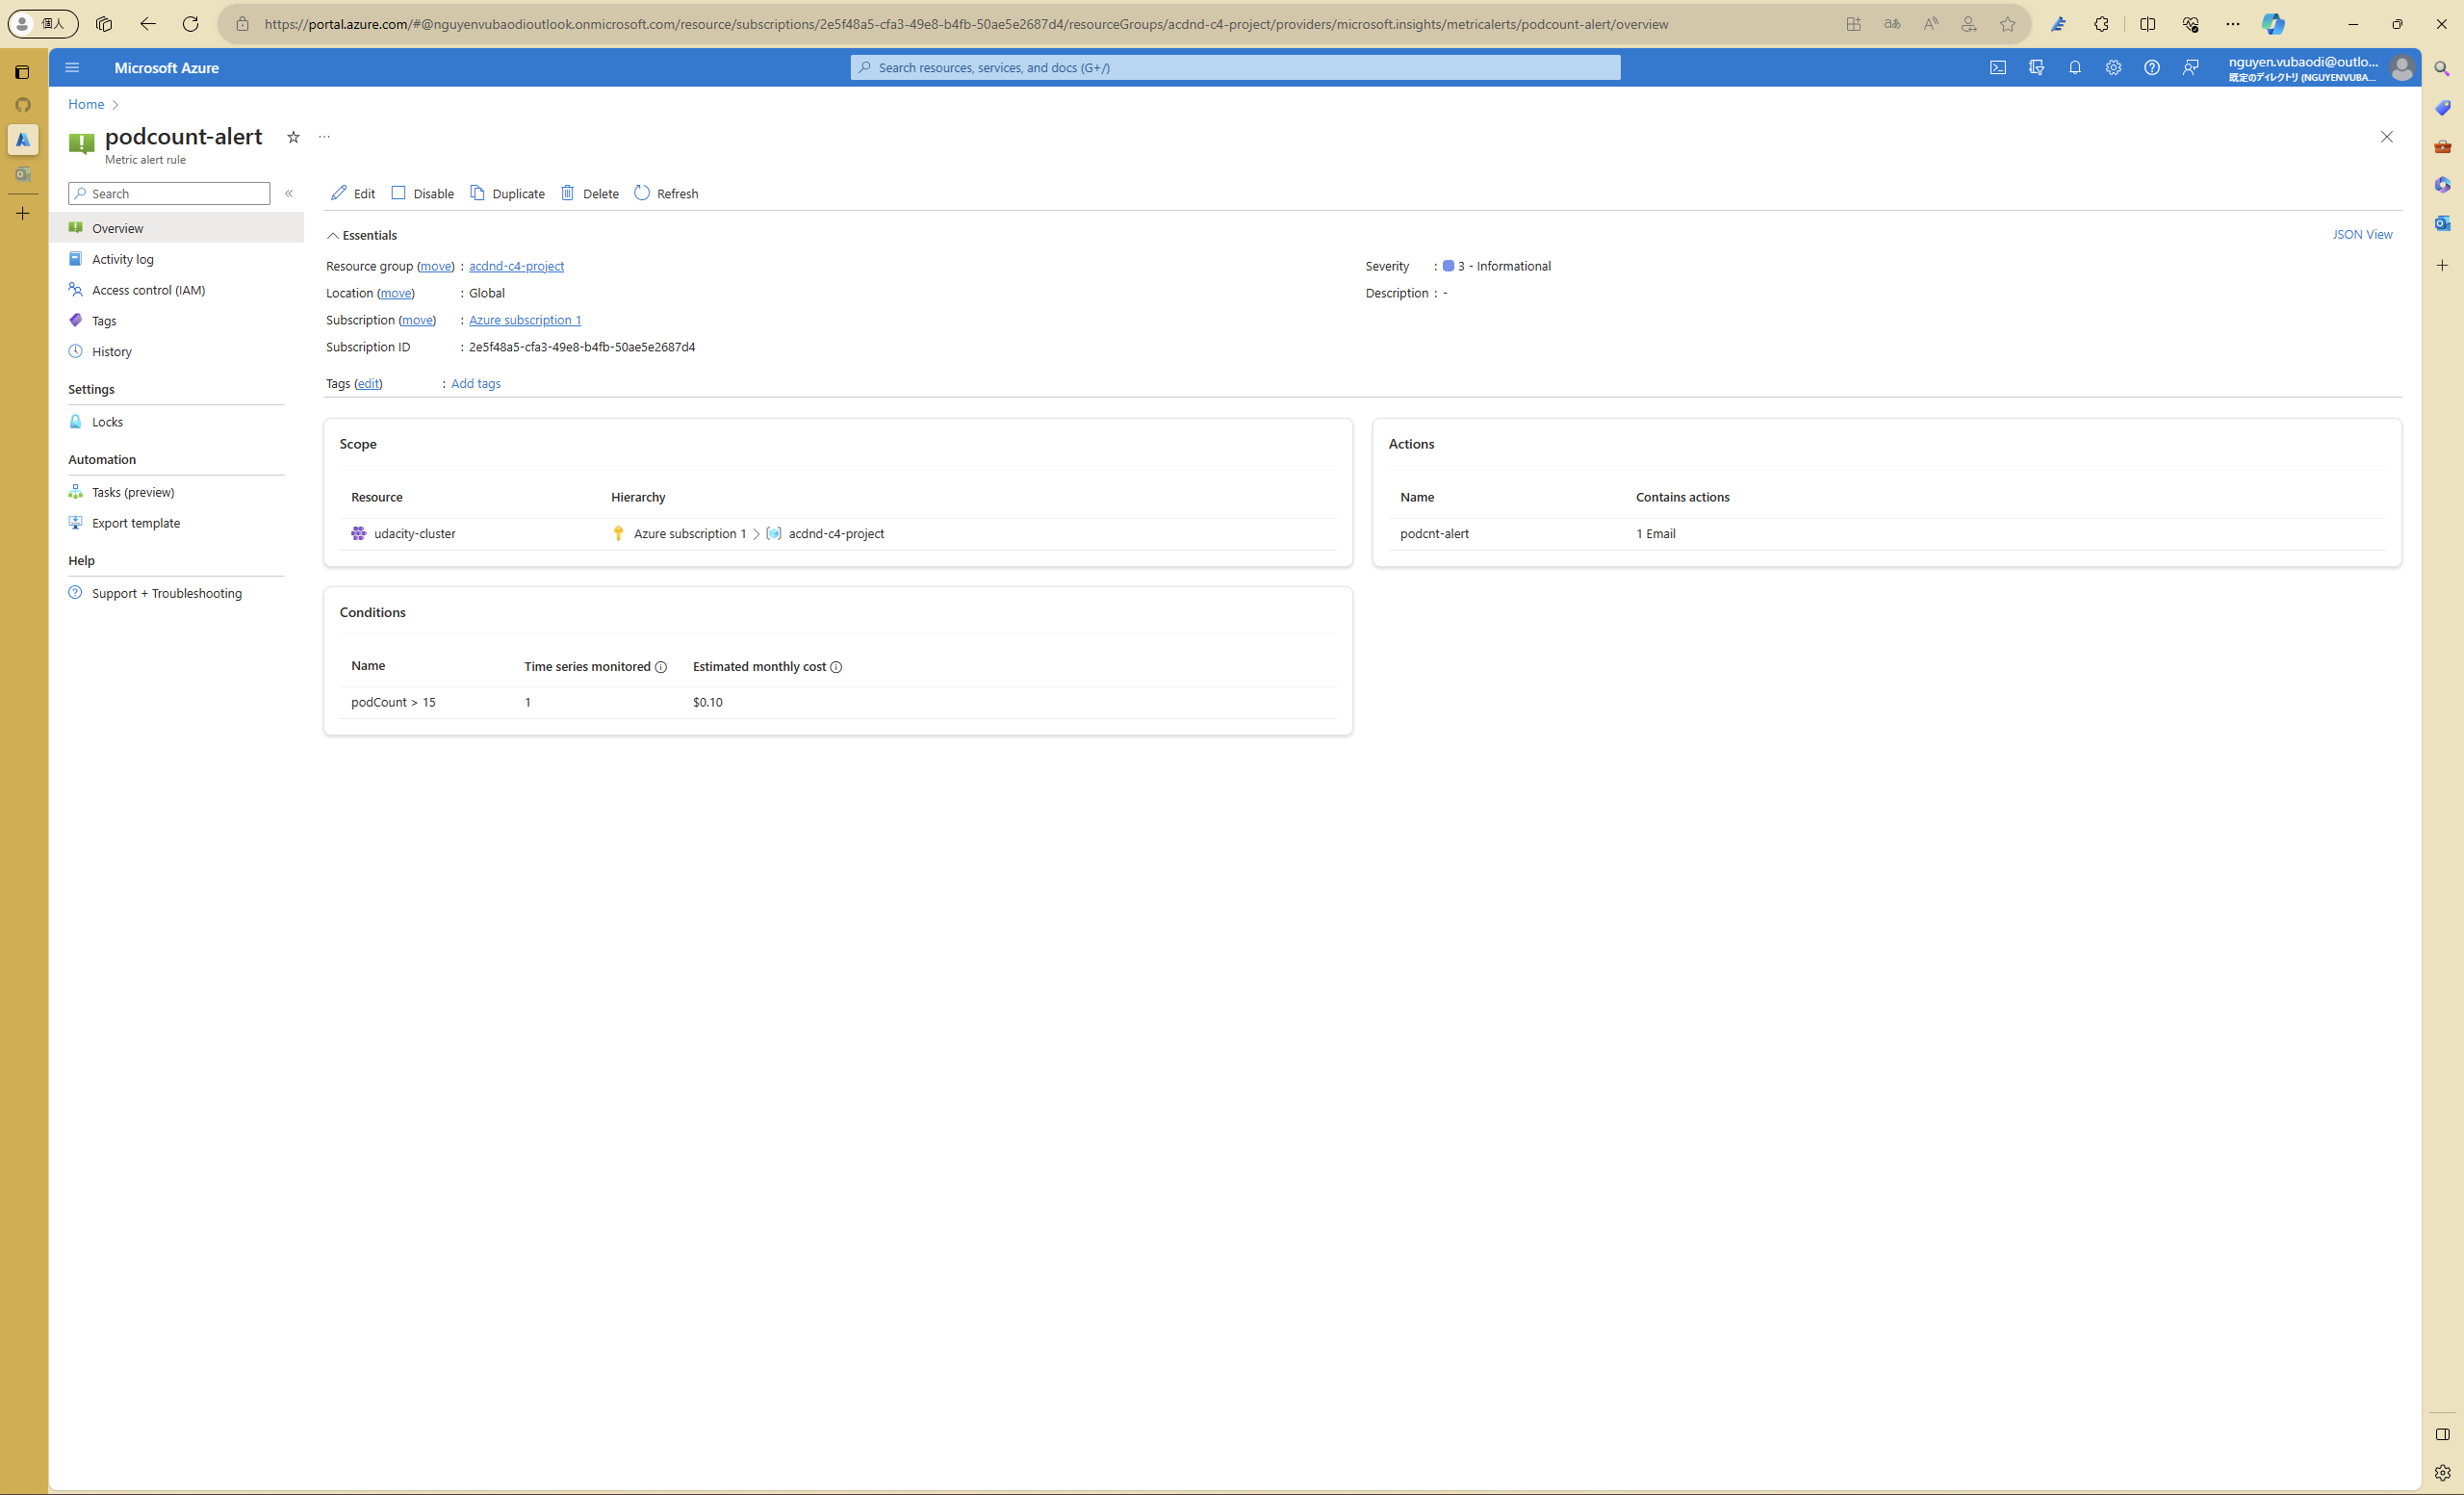 個人
https://portal.azure.com/#@nguyenvubaodioutlook.onmicrosoft.com/resource/subscriptions/2e5f48a5-cfa3-49e8-b4fb-50ae5e2687d4/resourceGroups/acdnd-c4-project/providers/microsoft.insights/metricalerts/podcount-alert/overview
Microsoft Azure
Search resources, services, and docs (G+/)
nguyen.vubaodi@outlo...
既定のディレクトリ (NGUYENVUBA...
Home
podcount-alert
Metric alert rule
Search
Edit Disable Duplicate Delete Refresh
Overview
Activity log
Access control (IAM)
Tags
History
Settings
Locks
Automation
Tasks (preview)
Export template
Help
Support + Troubleshooting
Essentials
JSON View
Resource group (move) : acdnd-c4-project
Location (move) : Global
Subscription (move) : Azure subscription 1
Subscription ID : 2e5f48a5-cfa3-49e8-b4fb-50ae5e2687d4
Severity : 3 - Informational
Description : -
Tags (edit) : Add tags
Scope
Resource Hierarchy
udacity-cluster Azure subscription 1 > acdnd-c4-project
Actions
Name Contains actions
podcnt-alert 1 Email
Conditions
Name Time series monitored Estimated monthly cost
podCount > 15 1 $0.10